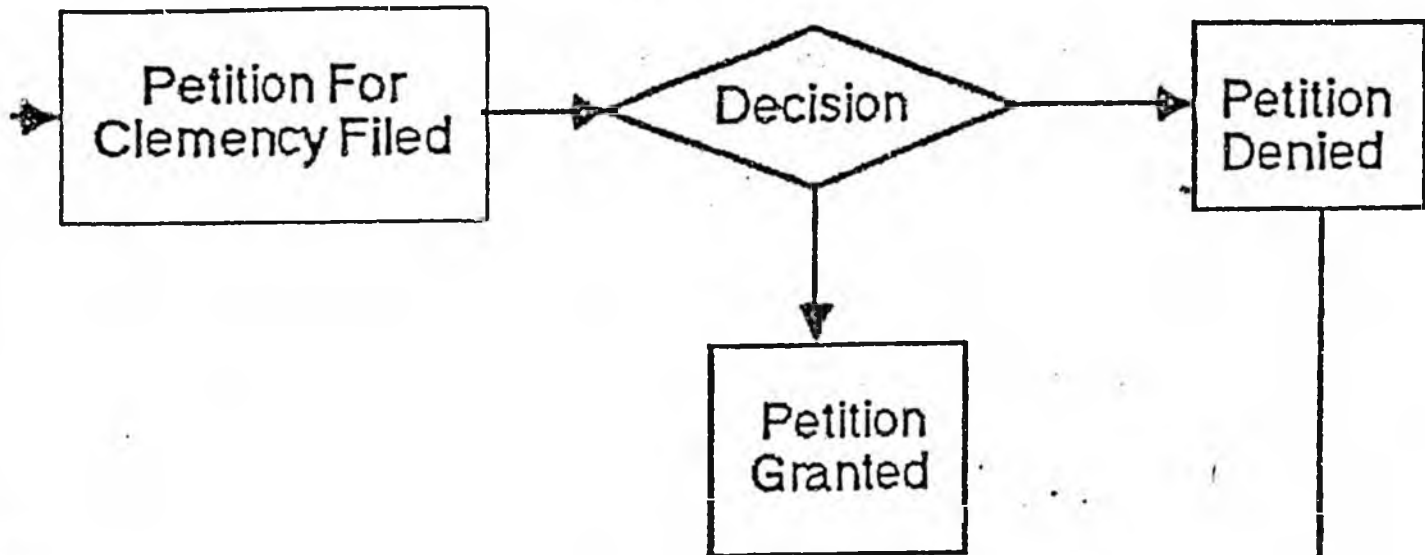 Petition For
Clemency Filed
Decision
Petition
Denied
Petition
Granted